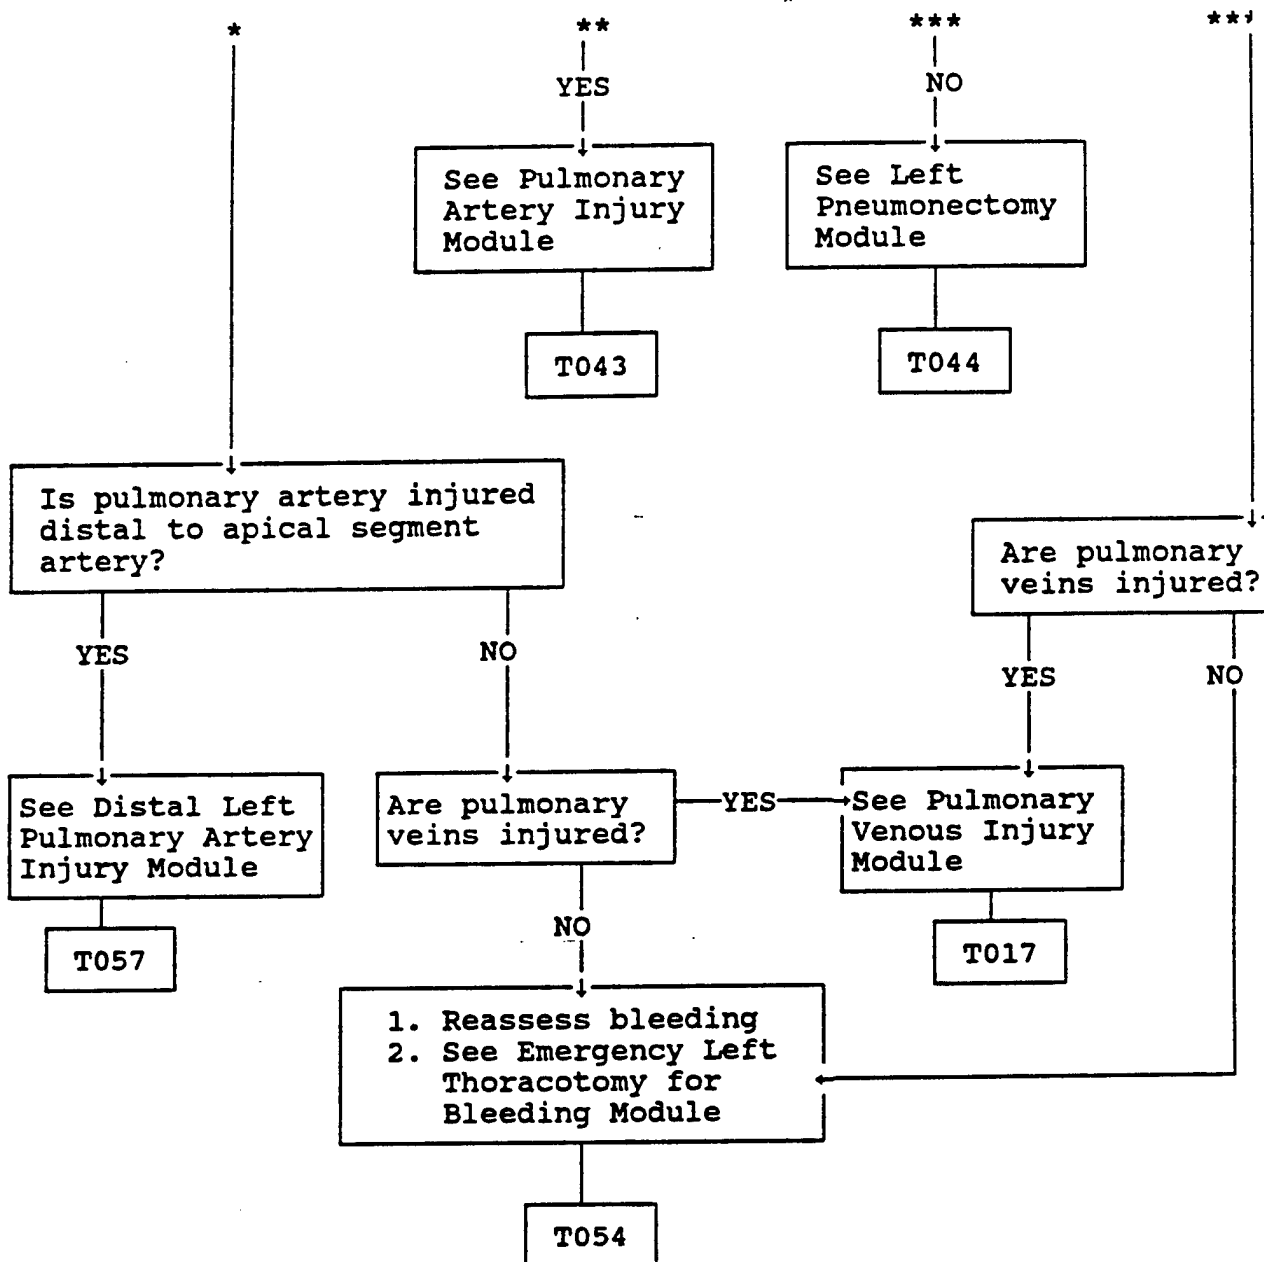 * ** *** ***
YES NO
See Pulmonary
Artery Injury
Module
See Left
Pneumonectomy
Module
T043 T044
Is pulmonary artery injured
distal to apical segment
artery?
Are pulmonary
veins injured?
YES NO
YES NO
See Distal Left
Pulmonary Artery
Injury Module
Are pulmonary
veins injured?
YES
See Pulmonary
Venous Injury
Module
T057
NO
T017
1. Reassess bleeding
2. See Emergency Left
Thoracotomy for
Bleeding Module
T054